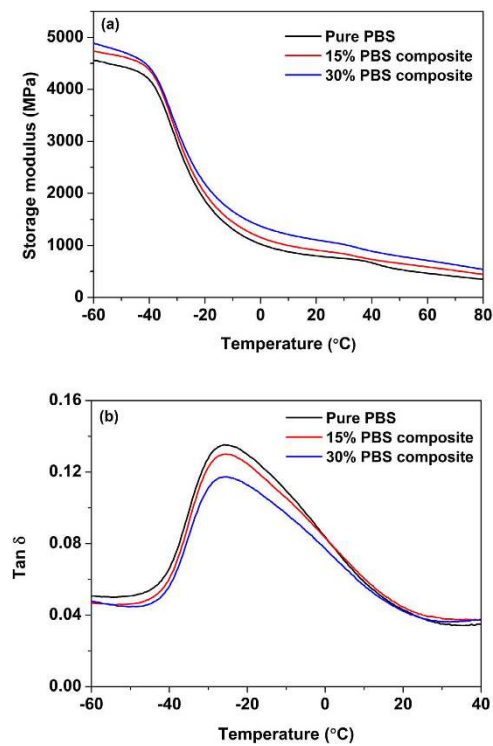 (a)
Pure PBS
15% PBS composite
30% PBS composite
Storage modulus (MPa)
5000
4000
3000
2000
1000
0
-60 -40 -20 0 20 40 60 80
Temperature (°C)
(b)
Pure PBS
15% PBS composite
30% PBS composite
Tan δ
0.16
0.12
0.08
0.04
0.00
-60 -40 -20 0 20 40
Temperature (°C)